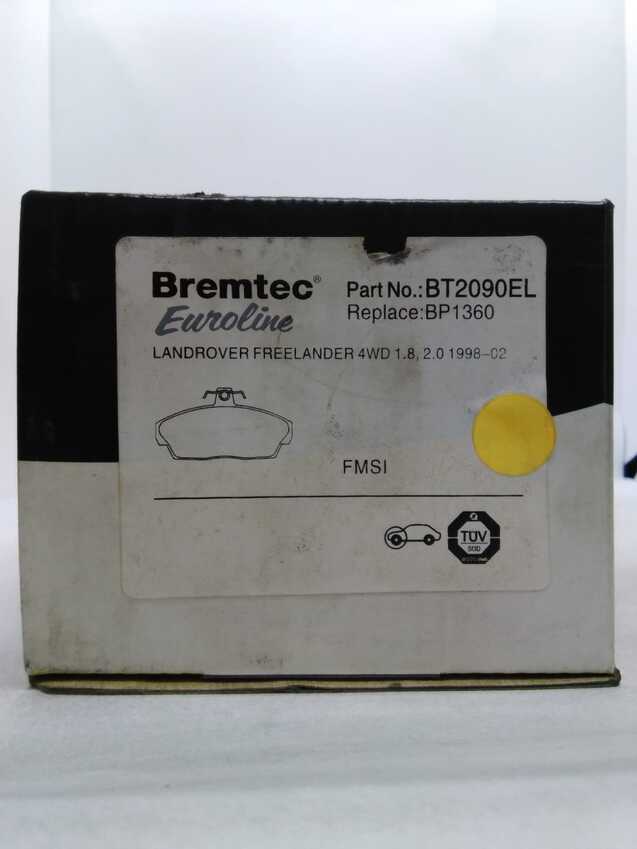 Bremtec®
Euroline
Part No.:BT2090EL
Replace:BP1360
LANDROVER FREELANDER 4WD 1.8, 2.0 1998-02
FMSI
TÜV
SÜD